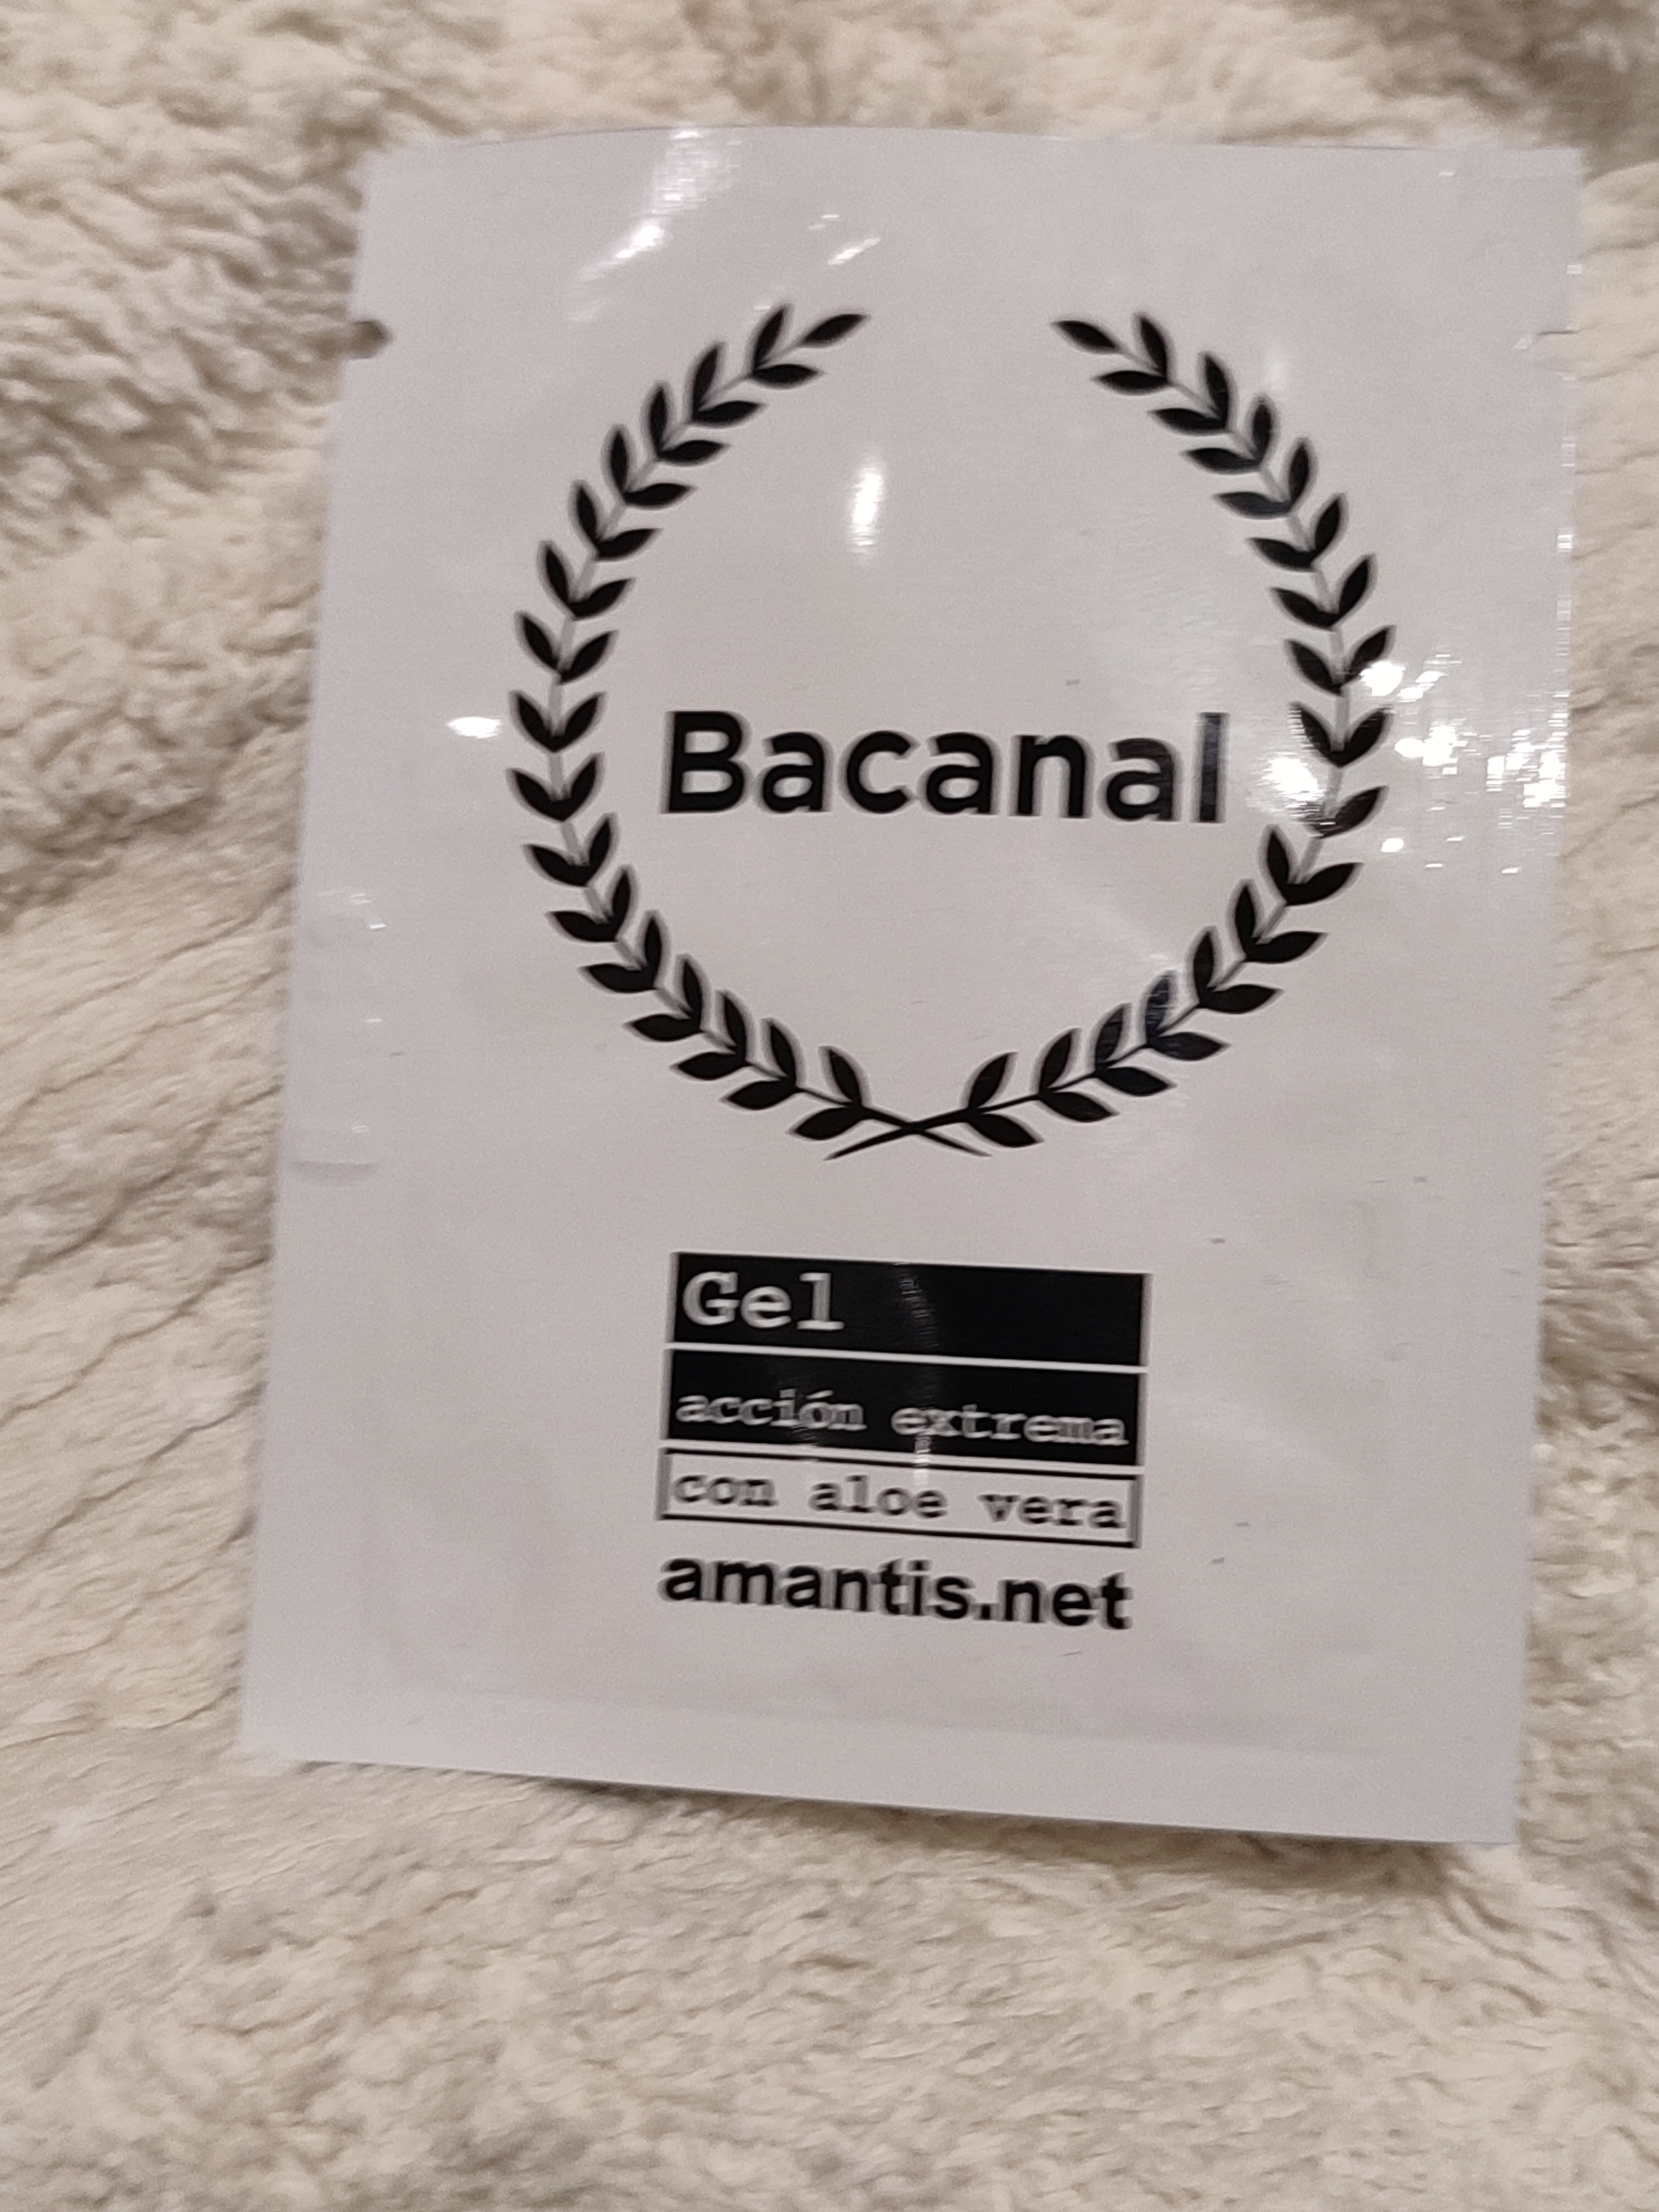 Bacanal
Gel
acción extrema
con aloe vera
amantis.net